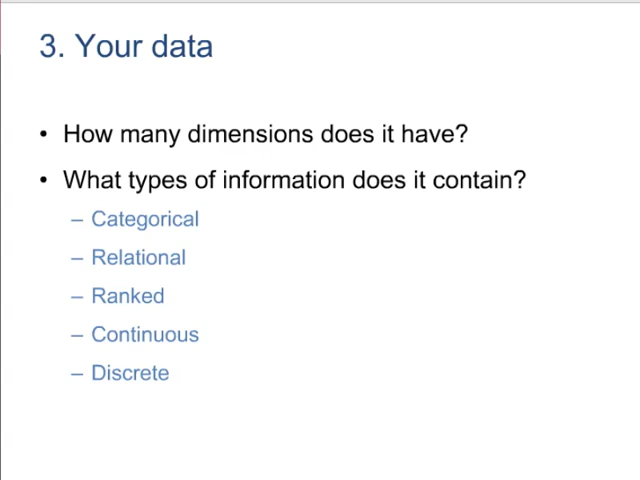 3. Your data
• How many dimensions does it have?
• What types of information does it contain?
– Categorical
– Relational
– Ranked
– Continuous
– Discrete